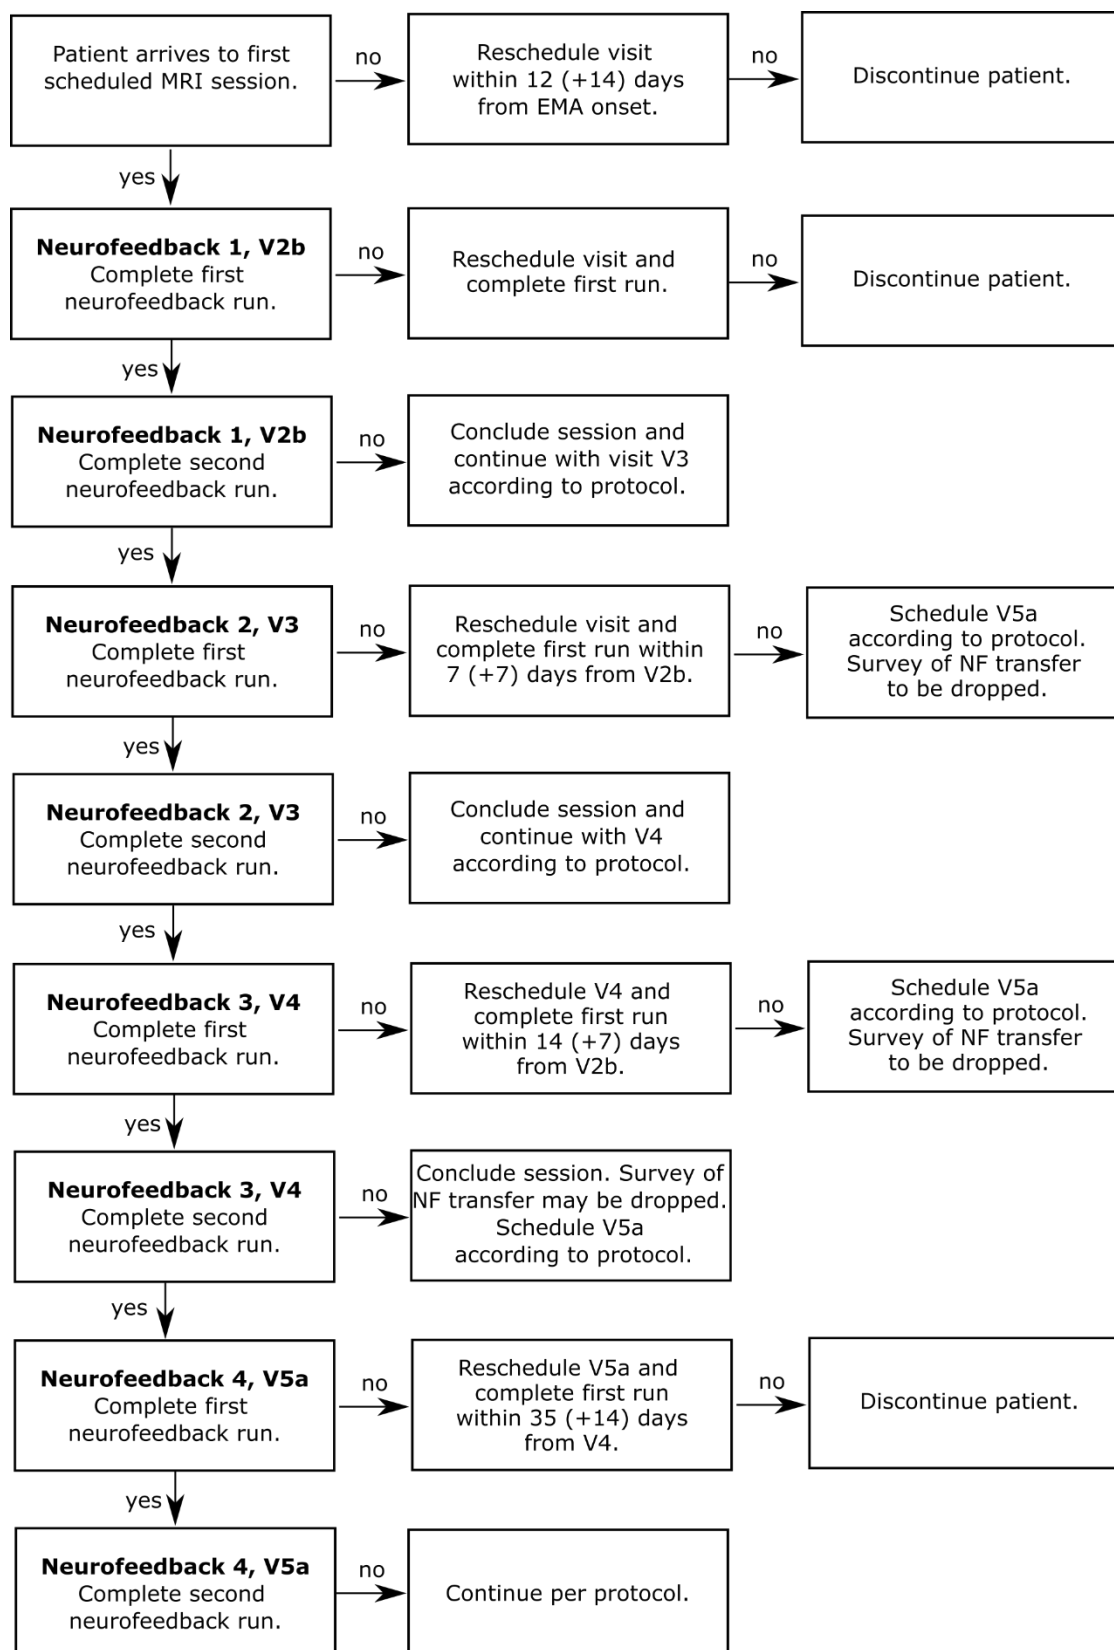 Patient arrives to first
scheduled MRI session.
no
Reschedule visit
within 12 (+14) days
from EMA onset.
no
Discontinue patient.
yes
Neurofeedback 1, V2b
Complete first
neurofeedback run.
no
Reschedule visit and
complete first run.
no
Discontinue patient.
yes
Neurofeedback 1, V2b
Complete second
neurofeedback run.
no
Conclude session and
continue with visit V3
according to protocol.
yes
Neurofeedback 2, V3
Complete first
neurofeedback run.
no
Reschedule visit and
complete first run within
7 (+7) days from V2b.
no
Schedule V5a
according to protocol.
Survey of NF transfer
to be dropped.
yes
Neurofeedback 2, V3
Complete second
neurofeedback run.
no
Conclude session and
continue with V4
according to protocol.
yes
Neurofeedback 3, V4
Complete first
neurofeedback run.
no
Reschedule V4 and
complete first run
within 14 (+7) days
from V2b.
no
Schedule V5a
according to protocol.
Survey of NF transfer
to be dropped.
yes
Neurofeedback 3, V4
Complete second
neurofeedback run.
no
Conclude session. Survey of
NF transfer may be dropped.
Schedule V5a
according to protocol.
yes
Neurofeedback 4, V5a
Complete first
neurofeedback run.
no
Reschedule V5a and
complete first run
within 35 (+14) days
from V4.
no
Discontinue patient.
yes
Neurofeedback 4, V5a
Complete second
neurofeedback run.
no
Continue per protocol.